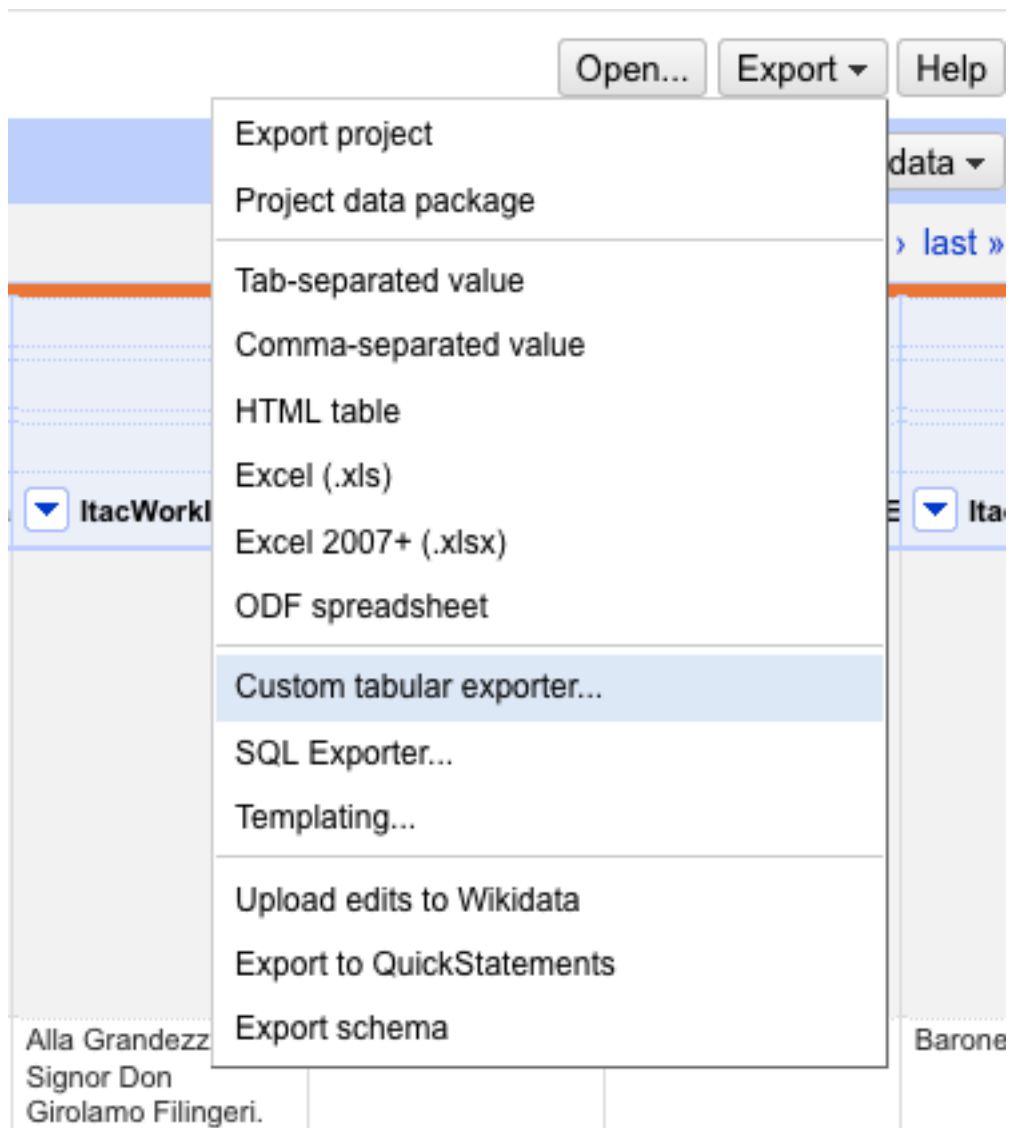 Open... Export Help
Export project
data
Project data package
› last »
Tab-separated value
Comma-separated value
HTML table
Excel (.xls)
ItacWorkI
E
Ita
Excel 2007+ (.xlsx)
ODF spreadsheet
Custom tabular exporter...
SQL Exporter...
Templating...
Upload edits to Wikidata
Export to QuickStatements
Export schema
Alla Grandezz
Barone
Signor Don
Girolamo Filingeri.